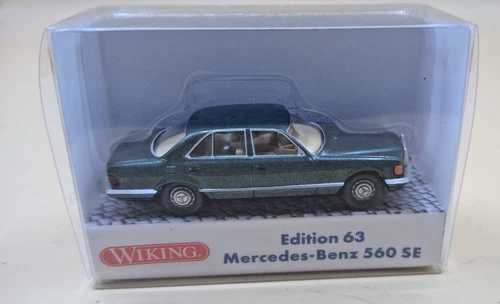 WIKING
Edition 63
Mercedes-Benz 560 SE